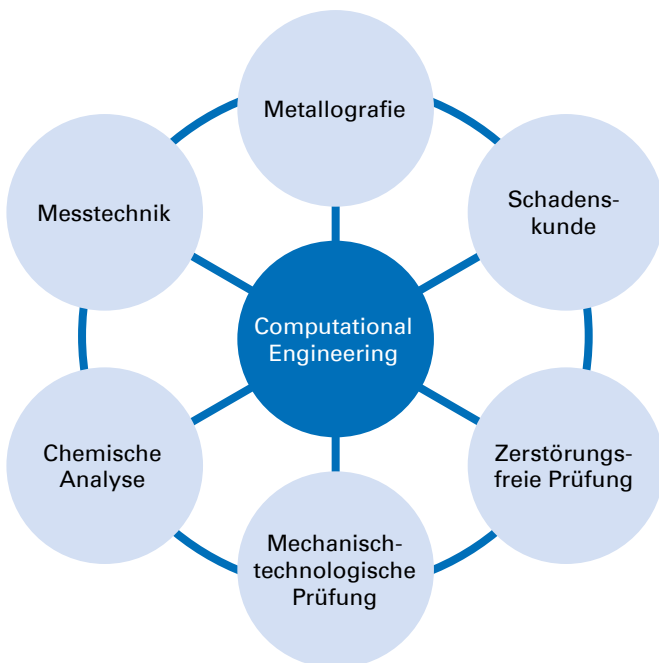 Metallografie
Schadens-
kunde
Zerstörungs-
freie Prüfung
Mechanisch-
technologische
Prüfung
Chemische
Analyse
Messtechnik
Computational
Engineering